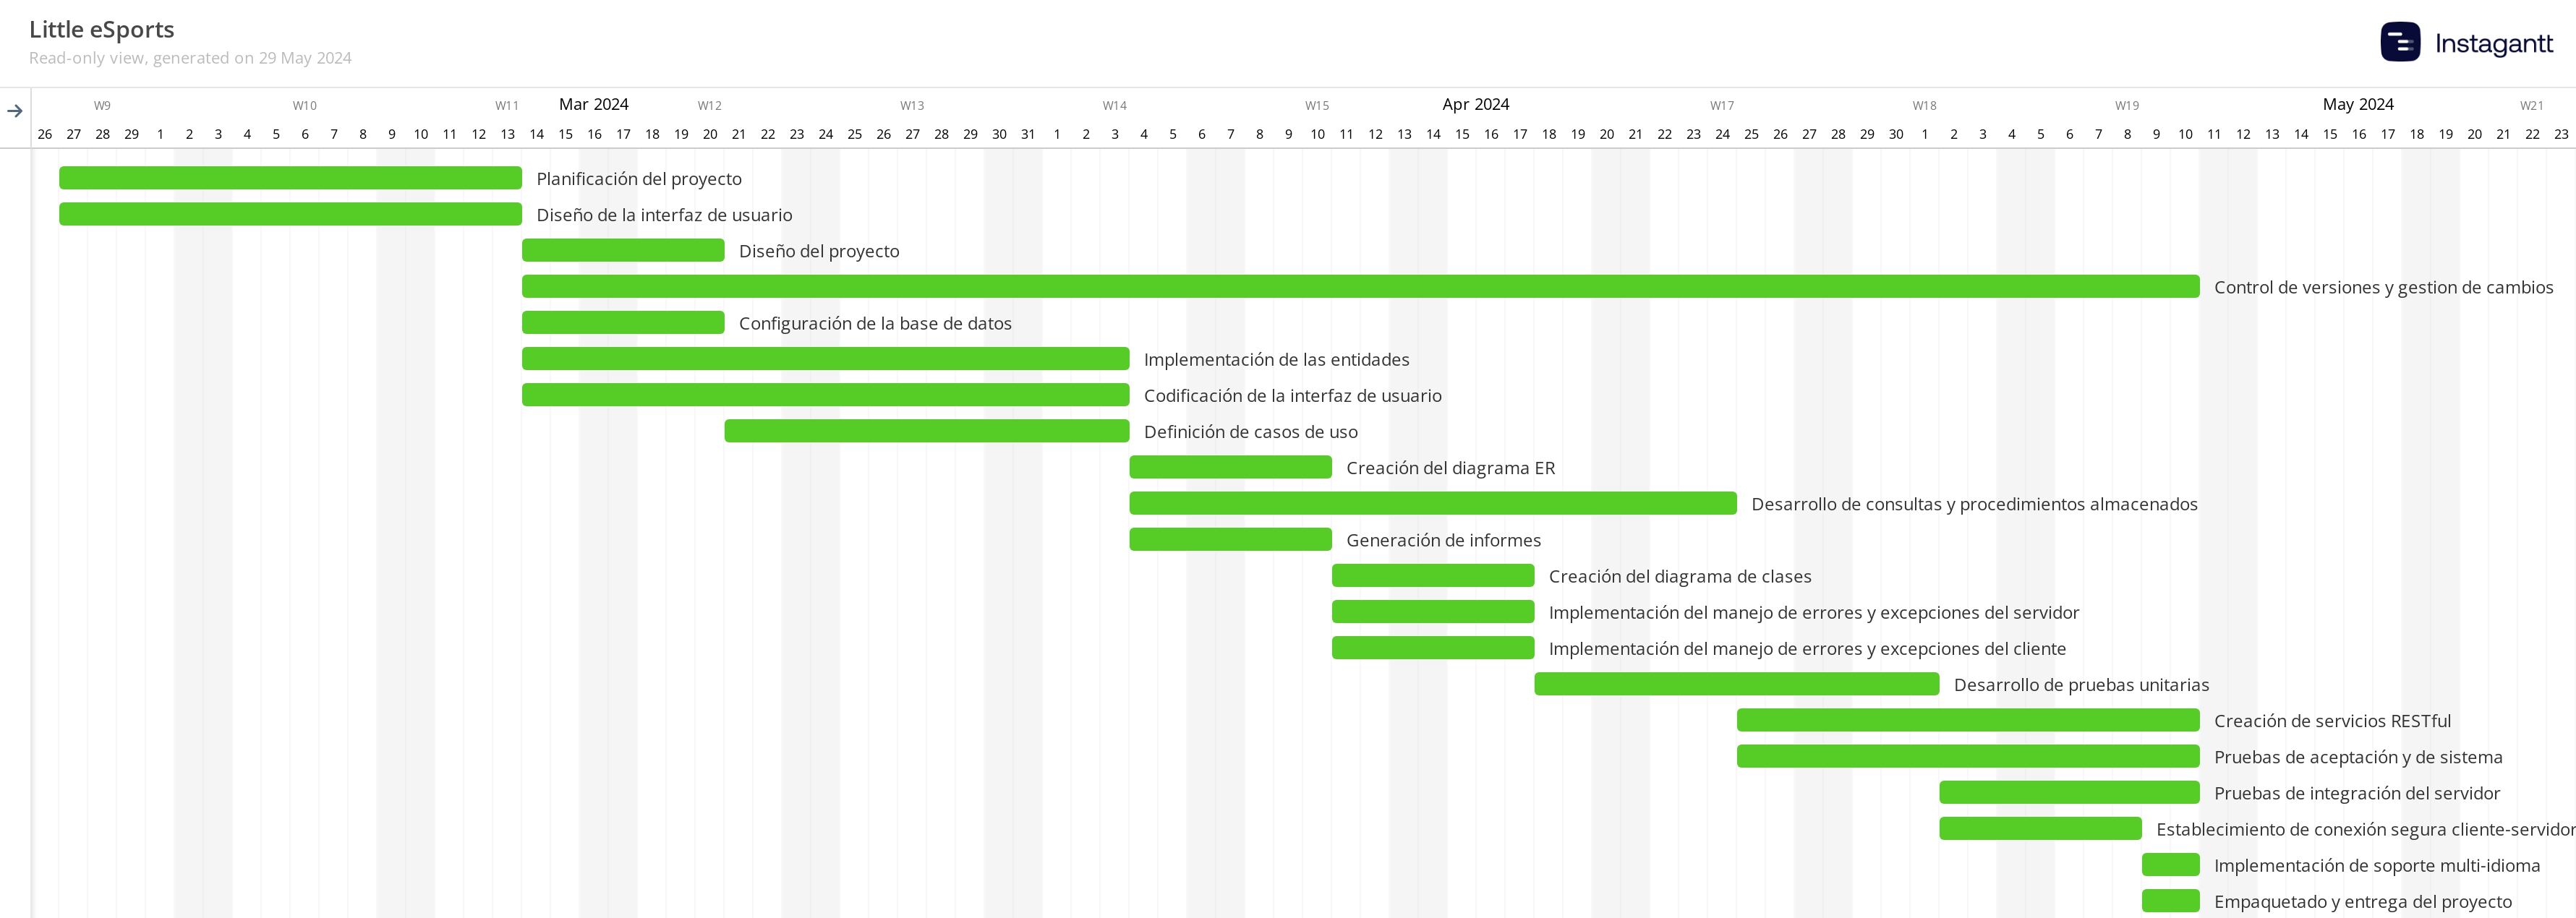 Little eSports
Read-only view, generated on 29 May 2024
Instagantt
W9 W10 W11 Mar 2024 W12 W13 W14 W15 Apr 2024 W17 W18 W19 May 2024 W21
26 27 28 29 1 2 3 4 5 6 7 8 9 10 11 12 13 14 15 16 17 18 19 20 21 22 23 24 25 26 27 28 29 30 31 1 2 3 4 5 6 7 8 9 10 11 12 13 14 15 16 17 18 19 20 21 22 23 24 25 26 27 28 29 30 1 2 3 4 5 6 7 8 9 10 11 12 13 14 15 16 17 18 19 20 21 22 23
Planificación del proyecto
Diseño de la interfaz de usuario
Diseño del proyecto
Control de versiones y gestion de cambios
Configuración de la base de datos
Implementación de las entidades
Codificación de la interfaz de usuario
Definición de casos de uso
Creación del diagrama ER
Desarrollo de consultas y procedimientos almacenados
Generación de informes
Creación del diagrama de clases
Implementación del manejo de errores y excepciones del servidor
Implementación del manejo de errores y excepciones del cliente
Desarrollo de pruebas unitarias
Creación de servicios RESTful
Pruebas de aceptación y de sistema
Pruebas de integración del servidor
Establecimiento de conexión segura cliente-servidor
Implementación de soporte multi-idioma
Empaquetado y entrega del proyecto